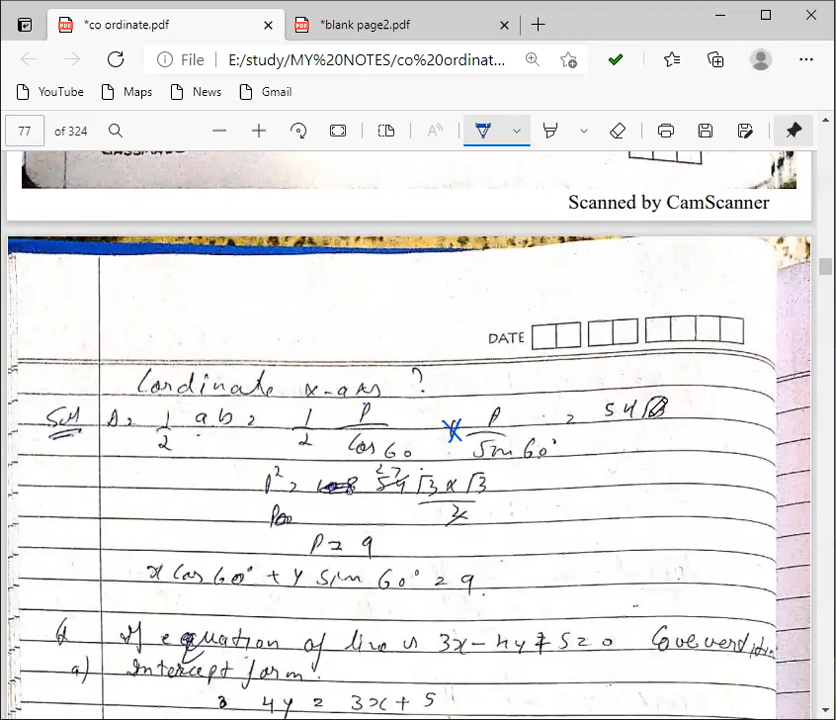 *co ordinate.pdf
*blank page2.pdf
File E:/study/MY%20NOTES/co%20ordinat...
YouTube Maps News Gmail
77 of 324
CLASSMATE
Scanned by CamScanner
DATE
Cordinate x-axis ?
Sol Δ = 1/2 ab = 1/2 P/Cos 60 × P/Sin 60° = 54√3
P² = 27 54 √3 × √3 / 2
P = 9
x Cos 60° + y Sin 60° = 9
Q If equation of line is 3x - 4y + 5 = 0
a) Intercept form.
4y = 3x + 5